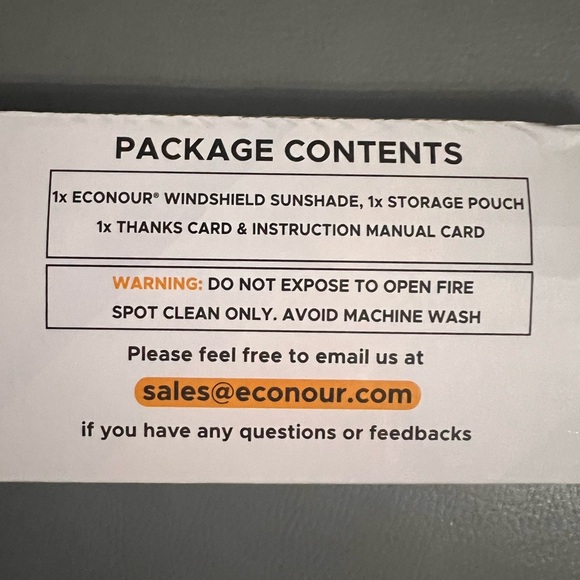 PACKAGE CONTENTS
1x ECONOUR® WINDSHIELD SUNSHADE, 1x STORAGE POUCH
1x THANKS CARD & INSTRUCTION MANUAL CARD
WARNING: DO NOT EXPOSE TO OPEN FIRE
SPOT CLEAN ONLY. AVOID MACHINE WASH
Please feel free to email us at
sales@econour.com
if you have any questions or feedbacks